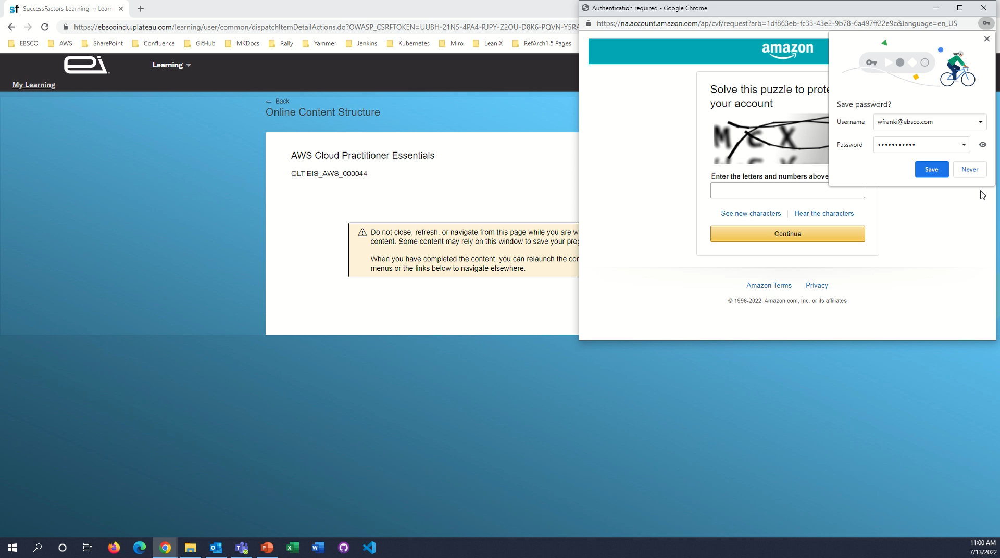 SuccessFactors Learning → Learn
https://ebscoindu.plateau.com/learning/user/common/dispatchItemDetailActions.do?OWASP_CSRFTOKEN=UUBH-21N5-4PA4-RJPY-Z2OU-D8K6-PQVN-Y5RA
EBSCO AWS SharePoint Confluence GitHub MKDocs Rally Yammer Jenkins Kubernetes Miro LeanIX RefArch1.5 Pages
ei
Learning
My Learning
← Back
Online Content Structure
AWS Cloud Practitioner Essentials
OLT EIS_AWS_000044
Do not close, refresh, or navigate from this page while you are w
content. Some content may rely on this window to save your prog
When you have completed the content, you can relaunch the con
menus or the links below to navigate elsewhere.
Authentication required - Google Chrome
https://na.account.amazon.com/ap/cvf/request?arb=1df863eb-fc33-43e2-9b78-6a497ff22e9c&language=en_US
amazon
Solve this puzzle to prote
your account
Enter the letters and numbers above
See new characters Hear the characters
Continue
Amazon Terms Privacy
© 1996-2022, Amazon.com, Inc. or its affiliates
Save password?
Username wfranki@ebsco.com
Password •••••••••••
Save Never
11:00 AM
7/13/2022